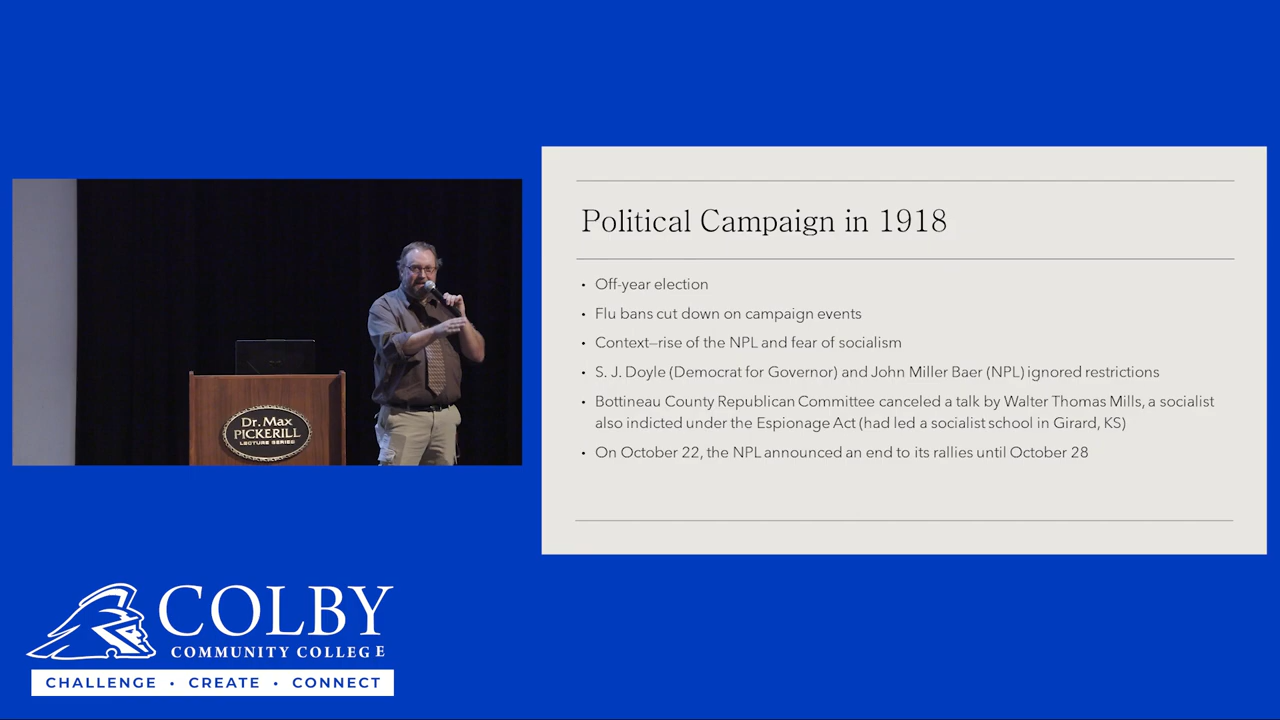 Dr. Max
PICKERILL
LECTURE SERIES
Political Campaign in 1918
• Off-year election
• Flu bans cut down on campaign events
• Context–rise of the NPL and fear of socialism
• S. J. Doyle (Democrat for Governor) and John Miller Baer (NPL) ignored restrictions
• Bottineau County Republican Committee canceled a talk by Walter Thomas Mills, a socialist
also indicted under the Espionage Act (had led a socialist school in Girard, KS)
• On October 22, the NPL announced an end to its rallies until October 28
COLBY
COMMUNITY COLLEGE
CHALLENGE • CREATE • CONNECT